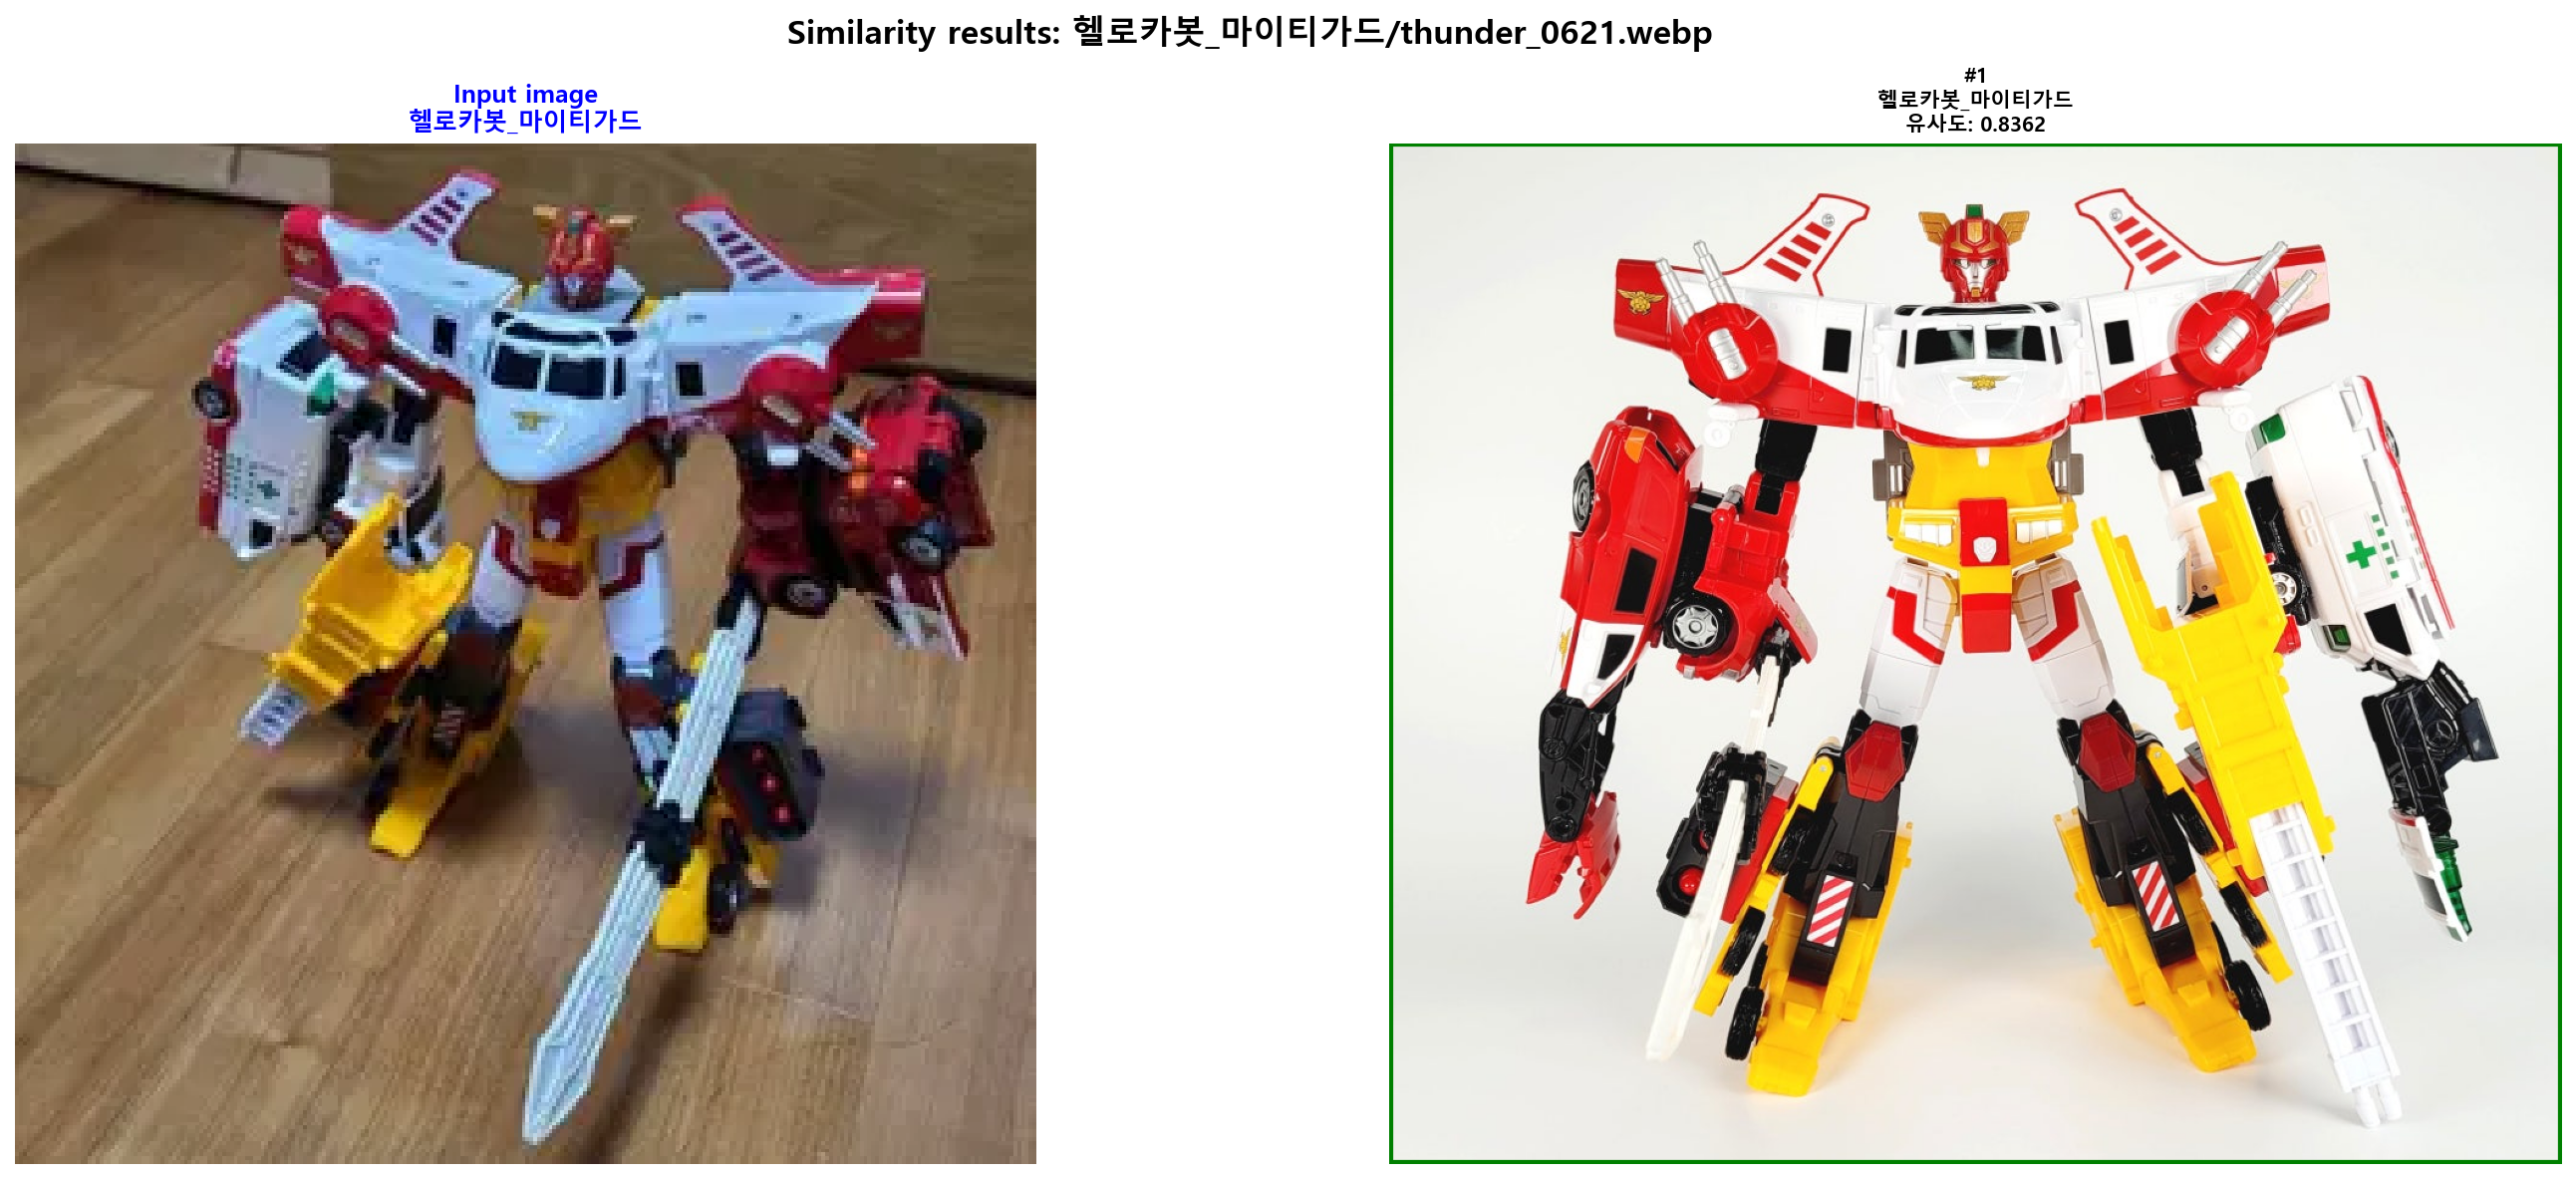 Similarity results: 헬로카봇_마이티가드/thunder_0621.webp
Input image
헬로카봇_마이티가드
#1
헬로카봇_마이티가드
유사도: 0.8362